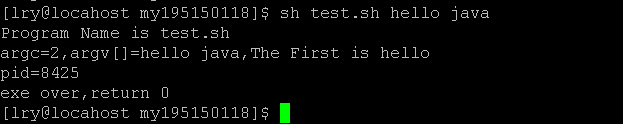 [lry@locahost my195150118]$ sh test.sh hello java
Program Name is test.sh
argc=2,argv[]=hello java,The First is hello
pid=8425
exe over,return 0
[lry@locahost my195150118]$